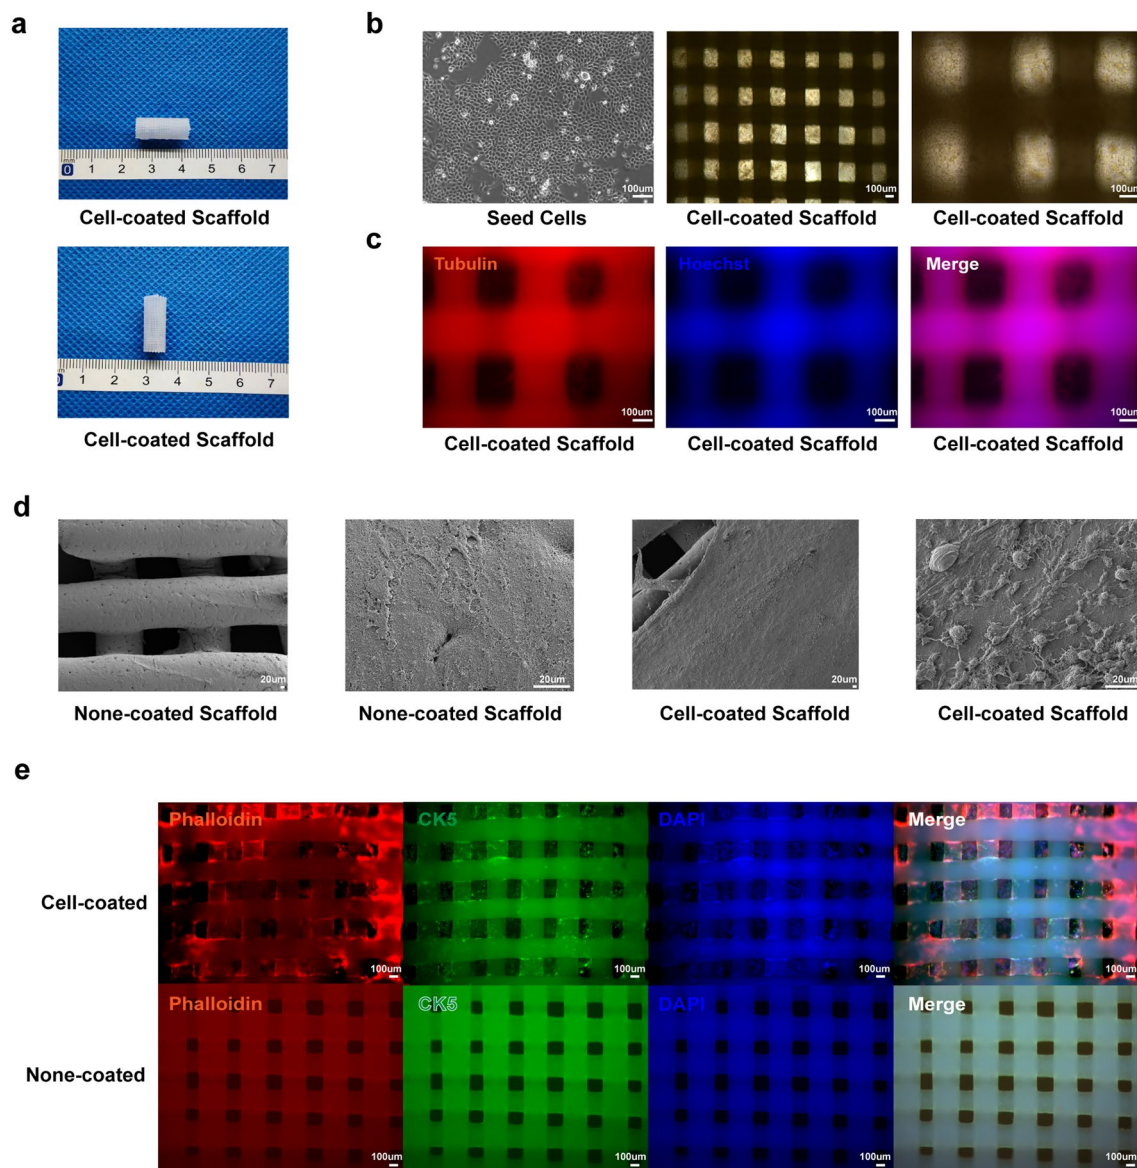 a
mm
0 1 2 3 4 5 6 7
Cell-coated Scaffold
0 1 2 3 4 5 6 7
Cell-coated Scaffold
b
100um
Seed Cells
100um
Cell-coated Scaffold
100um
Cell-coated Scaffold
c
Tubulin
100um
Cell-coated Scaffold
Hoechst
100um
Cell-coated Scaffold
Merge
100um
Cell-coated Scaffold
d
20um
None-coated Scaffold
20um
None-coated Scaffold
20um
Cell-coated Scaffold
20um
Cell-coated Scaffold
e
Cell-coated
Phalloidin
100um
CK5
100um
DAPI
100um
Merge
100um
None-coated
Phalloidin
100um
CK5
100um
DAPI
100um
Merge
100um